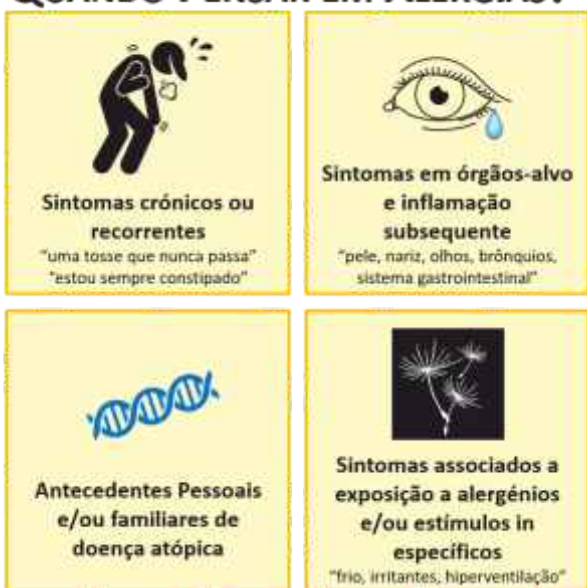 QUANDO PENSAR EM ALERGIAS?
Sintomas crónicos ou
recorrentes
"uma tosse que nunca passa"
"estou sempre constipado"
Sintomas em órgãos-alvo
e inflamação
subsequente
"pele, nariz, olhos, brônquios,
sistema gastrointestinal"
Antecedentes Pessoais
e/ou familiares de
doença atópica
Sintomas associados a
exposição a alergénios
e/ou estímulos in
específicos
"frio, irritantes, hiperventilação"